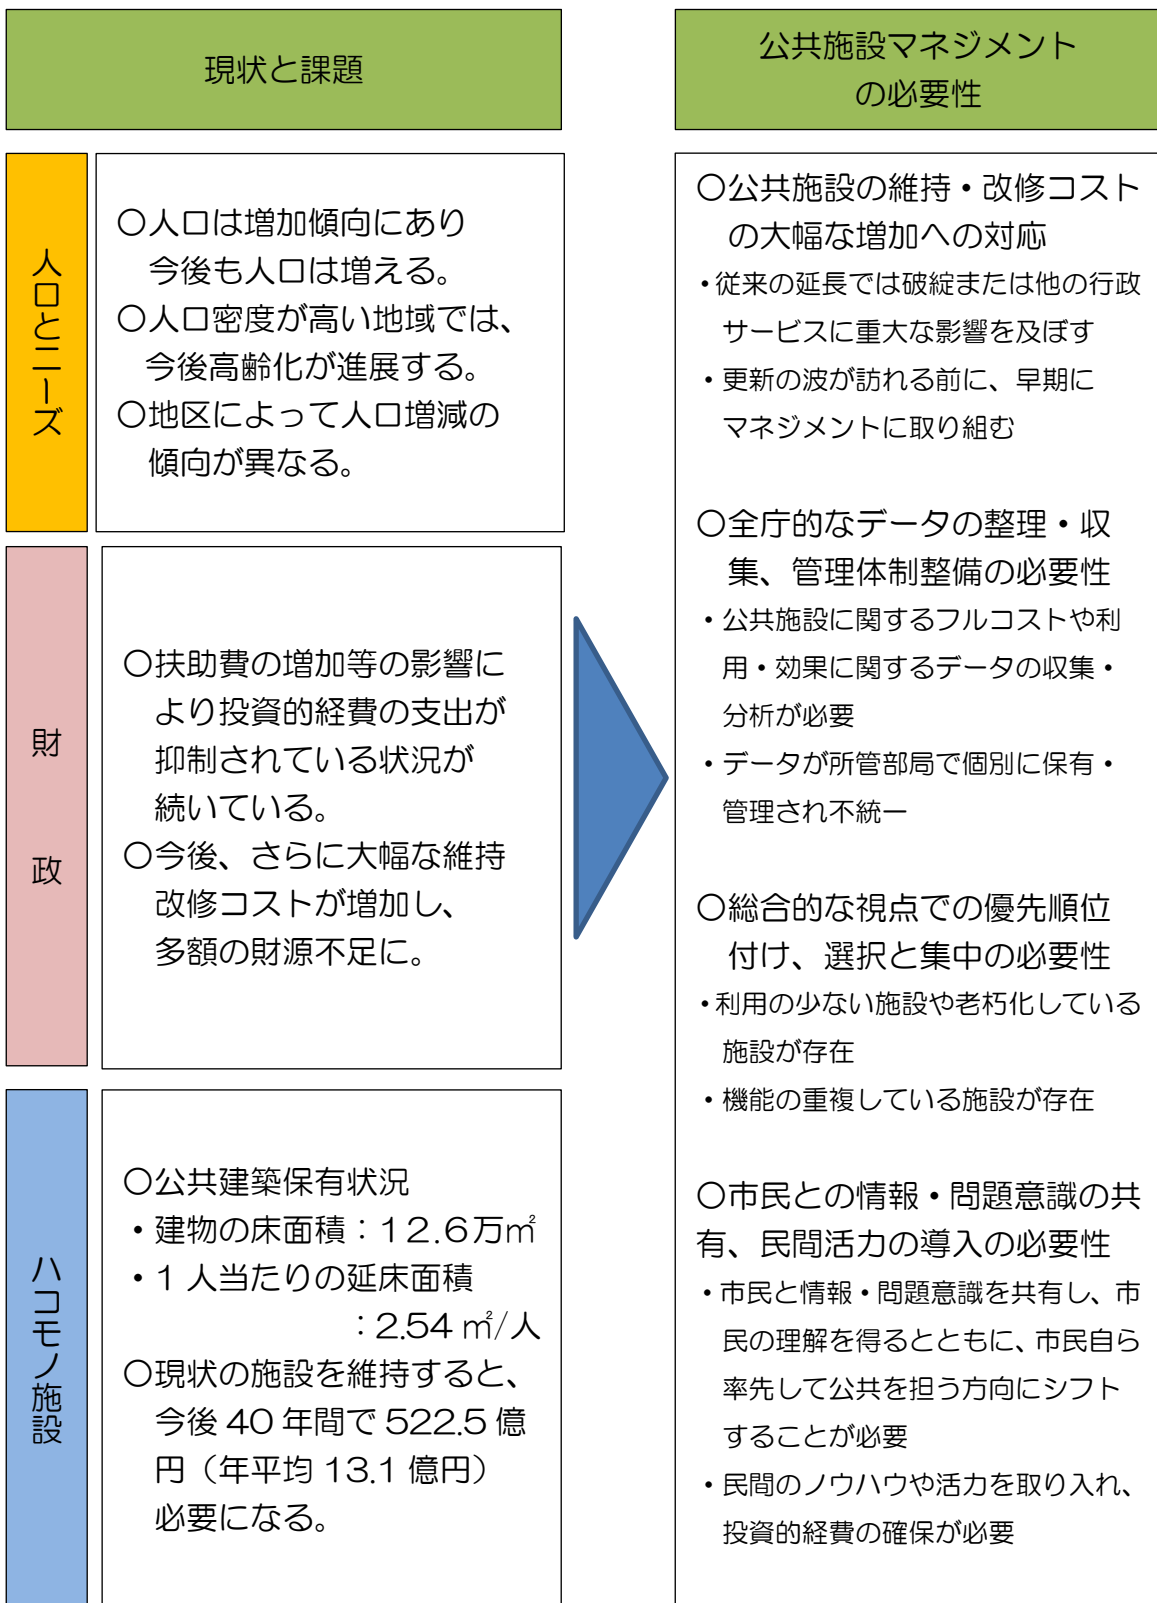 現状と課題
人口とニーズ
〇人口は増加傾向にあり
今後も人口は増える。
〇人口密度が高い地域では、
今後高齢化が進展する。
〇地区によって人口増減の
傾向が異なる。
財政
〇扶助費の増加等の影響に
より投資的経費の支出が
抑制されている状況が
続いている。
〇今後、さらに大幅な維持
改修コストが増加し、
多額の財源不足に。
ハコモノ施設
〇公共建築保有状況
・建物の床面積：12.6万㎡
・1人当たりの延床面積
：2.54㎡/人
〇現状の施設を維持すると、
今後40年間で522.5億
円（年平均13.1億円）
必要になる。
公共施設マネジメント
の必要性
〇公共施設の維持・改修コスト
の大幅な増加への対応
・従来の延長では破綻または他の行政
サービスに重大な影響を及ぼす
・更新の波が訪れる前に、早期に
マネジメントに取り組む
〇全庁的なデータの整理・収
集、管理体制整備の必要性
・公共施設に関するフルコストや利
用・効果に関するデータの収集・
分析が必要
・データが所管部局で個別に保有・
管理され不統一
〇総合的な視点での優先順位
付け、選択と集中の必要性
・利用の少ない施設や老朽化している
施設が存在
・機能の重複している施設が存在
〇市民との情報・問題意識の共
有、民間活力の導入の必要性
・市民と情報・問題意識を共有し、市
民の理解を得るとともに、市民自ら
率先して公共を担う方向にシフト
することが必要
・民間のノウハウや活力を取り入れ、
投資的経費の確保が必要